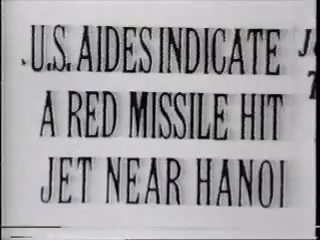 U.S. AIDES INDICATE
A RED MISSILE HIT
JET NEAR HANOI